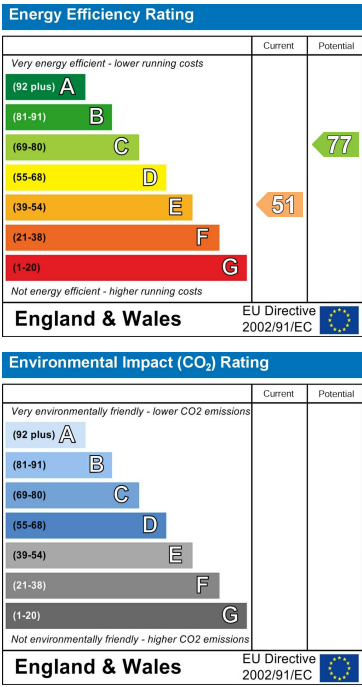 Energy Efficiency Rating
Current Potential
Very energy efficient - lower running costs
(92 plus) A
(81-91) B
(69-80) C 77
(55-68) D
(39-54) E 51
(21-38) F
(1-20) G
Not energy efficient - higher running costs
England & Wales EU Directive 2002/91/EC
Environmental Impact (CO₂) Rating
Current Potential
Very environmentally friendly - lower CO2 emissions
(92 plus) A
(81-91) B
(69-80) C
(55-68) D
(39-54) E
(21-38) F
(1-20) G
Not environmentally friendly - higher CO2 emissions
England & Wales EU Directive 2002/91/EC